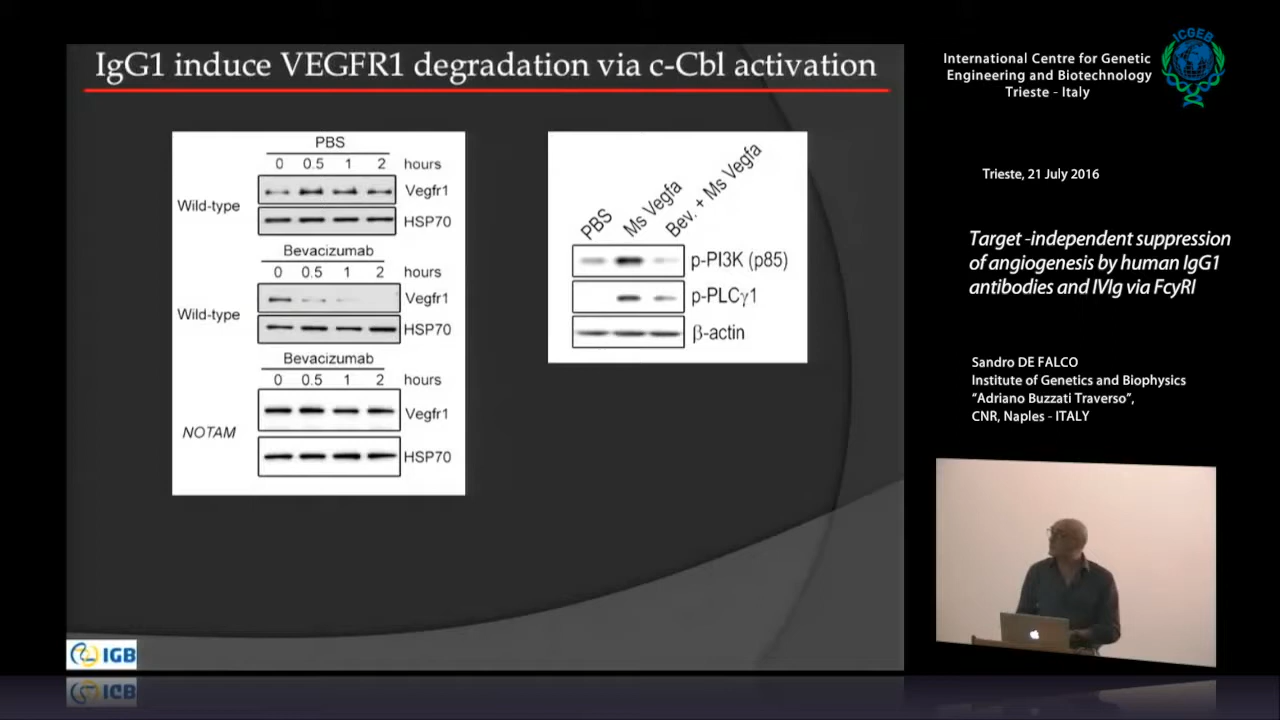 IgG1 induce VEGFR1 degradation via c-Cbl activation
PBS
0 0.5 1 2 hours
Wild-type
Vegfr1
HSP70
Bevacizumab
0 0.5 1 2 hours
Wild-type
Vegfr1
HSP70
Bevacizumab
0 0.5 1 2 hours
NOTAM
Vegfr1
HSP70
PBS
Ms Vegfa
Bev. + Ms Vegfa
p-PI3K (p85)
p-PLCγ1
β-actin
IGB
International Centre for Genetic
Engineering and Biotechnology
Trieste - Italy
ICGEB
Trieste, 21 July 2016
Target -independent suppression
of angiogenesis by human IgG1
antibodies and IVIg via FcγRI
Sandro DE FALCO
Institute of Genetics and Biophysics
“Adriano Buzzati Traverso”,
CNR, Naples - ITALY